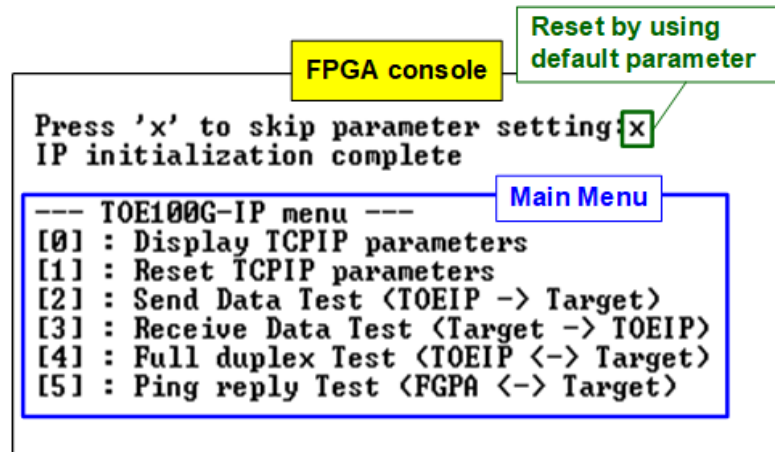 Reset by using
default parameter
FPGA console
Press 'x' to skip parameter setting:x
IP initialization complete
Main Menu
--- TOE100G-IP menu ---
[0] : Display TCPIP parameters
[1] : Reset TCPIP parameters
[2] : Send Data Test (TOEIP -> Target)
[3] : Receive Data Test (Target -> TOEIP)
[4] : Full duplex Test (TOEIP <-> Target)
[5] : Ping reply Test (FGPA <-> Target)